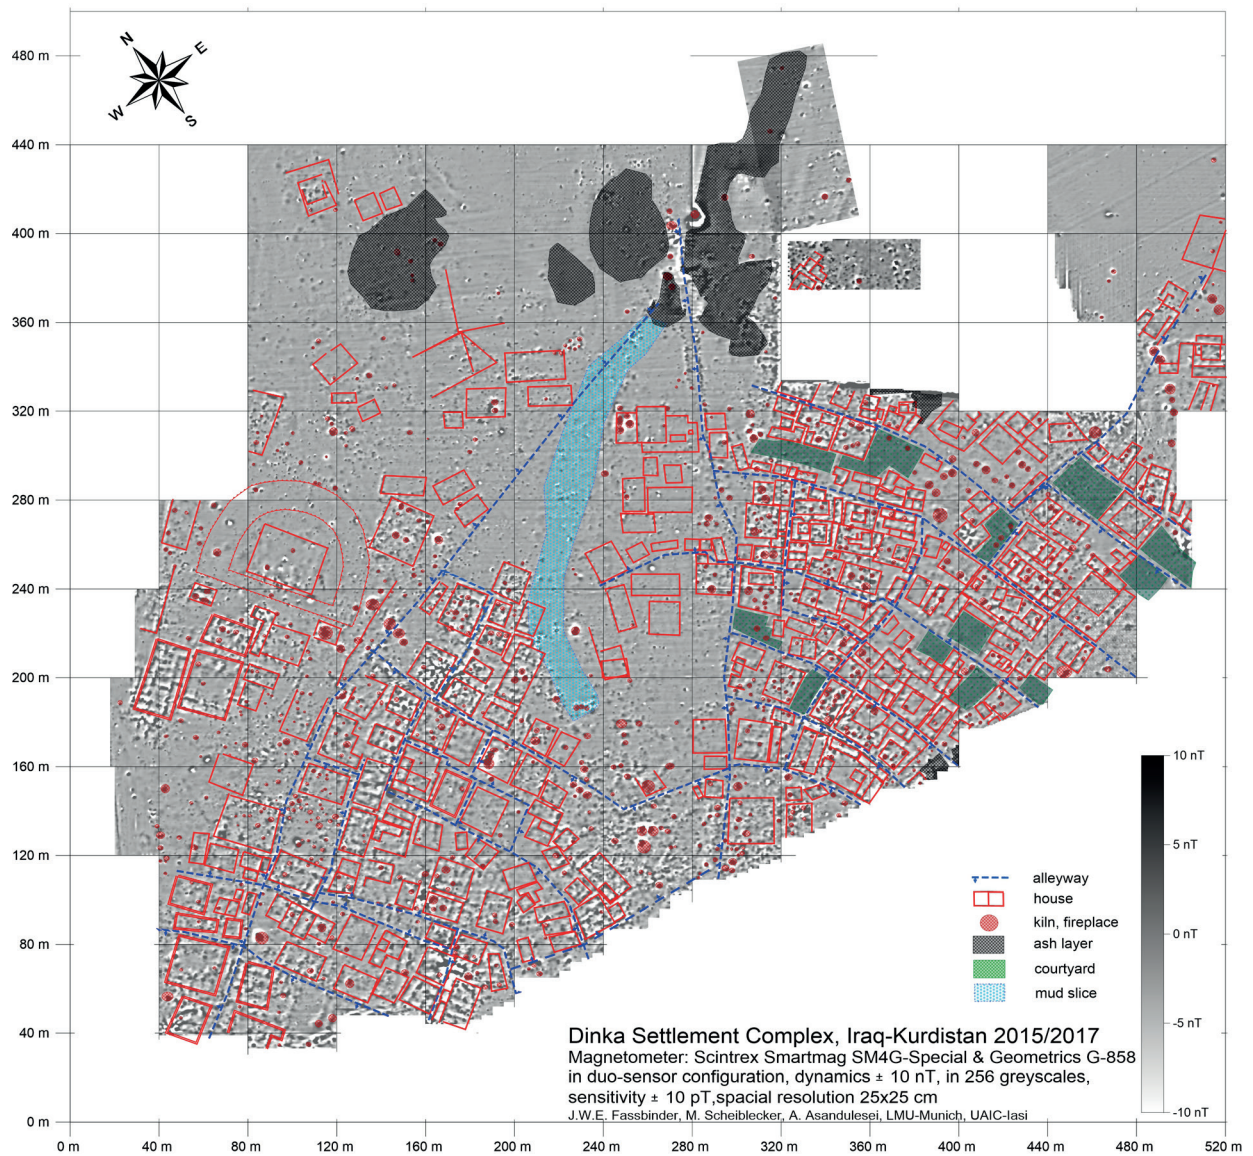 N
E
W
S
480 m
440 m
400 m
360 m
320 m
280 m
240 m
200 m
160 m
120 m
80 m
40 m
0 m
10 nT
5 nT
0 nT
-5 nT
-10 nT
alleyway
house
kiln, fireplace
ash layer
courtyard
mud slice
Dinka Settlement Complex, Iraq-Kurdistan 2015/2017
Magnetometer: Scintrex Smartmag SM4G-Special & Geometrics G-858
in duo-sensor configuration, dynamics ± 10 nT, in 256 greyscales,
sensitivity ± 10 pT,spacial resolution 25x25 cm
J.W.E. Fassbinder, M. Scheiblecker, A. Asandulesei, LMU-Munich, UAIC-Iasi
0 m 40 m 80 m 120 m 160 m 200 m 240 m 280 m 320 m 360 m 400 m 440 m 480 m 520 m